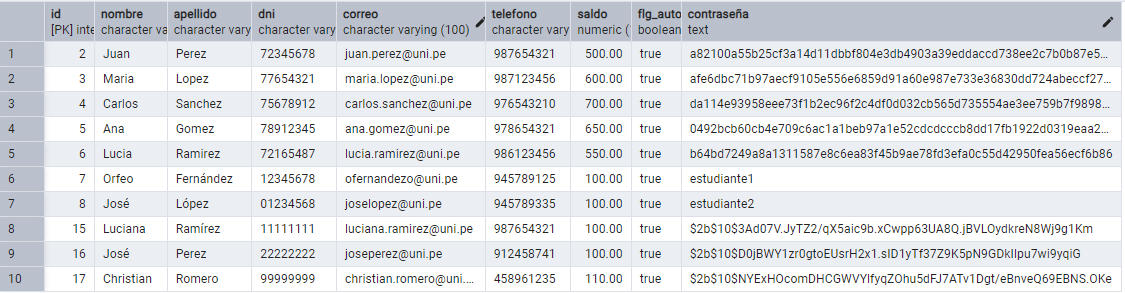 id nombre apellido dni correo telefono saldo flg_auto contraseña
[PK] inte character va character vary character vary character varying (100) character vary numeric ( boolean text
1 2 Juan Perez 72345678 juan.perez@uni.pe 987654321 500.00 true a82100a55b25cf3a14d11dbbf804e3db4903a39eddaccd738ee2c7b0b87e5...
2 3 Maria Lopez 77654321 maria.lopez@uni.pe 987123456 600.00 true afe6dbc71b97aecf9105e556e6859d91a60e987e733e36830dd724abeccf27...
3 4 Carlos Sanchez 75678912 carlos.sanchez@uni.pe 976543210 700.00 true da114e93958eee73f1b2ec96f2c4df0d032cb565d735554ae3ee759b7f9898...
4 5 Ana Gomez 78912345 ana.gomez@uni.pe 978654321 650.00 true 0492bcb60cb4e709c6ac1a1beb97a1e52cdcdcccb8dd17fb1922d0319eaa2...
5 6 Lucia Ramirez 72165487 lucia.ramirez@uni.pe 986123456 550.00 true b64bd7249a8a1311587e8c6ea83f45b9ae78fd3efa0c55d42950fea56ecf6b86
6 7 Orfeo Fernández 12345678 ofernandezo@uni.pe 945789125 100.00 true estudiante1
7 8 José López 01234568 joselopez@uni.pe 945789335 100.00 true estudiante2
8 15 Luciana Ramírez 11111111 luciana.ramirez@uni.pe 987654321 100.00 true $2b$10$3Ad07V.JyTZ2/qX5aic9b.xCwpp63UA8Q.jBVLOydkreN8Wj9g1Km
9 16 José Perez 22222222 joseperez@uni.pe 912458741 100.00 true $2b$10$D0jBWY1zr0gtoEUsrH2x1.sID1yTf37Z9K5pN9GDkIIpu7wi9yqiG
10 17 Christian Romero 99999999 christian.romero@uni.... 458961235 110.00 true $2b$10$NYExHOcomDHCGWVYIfyqZOhu5dFJ7ATv1Dgt/eBnveQ69EBNS.OKe